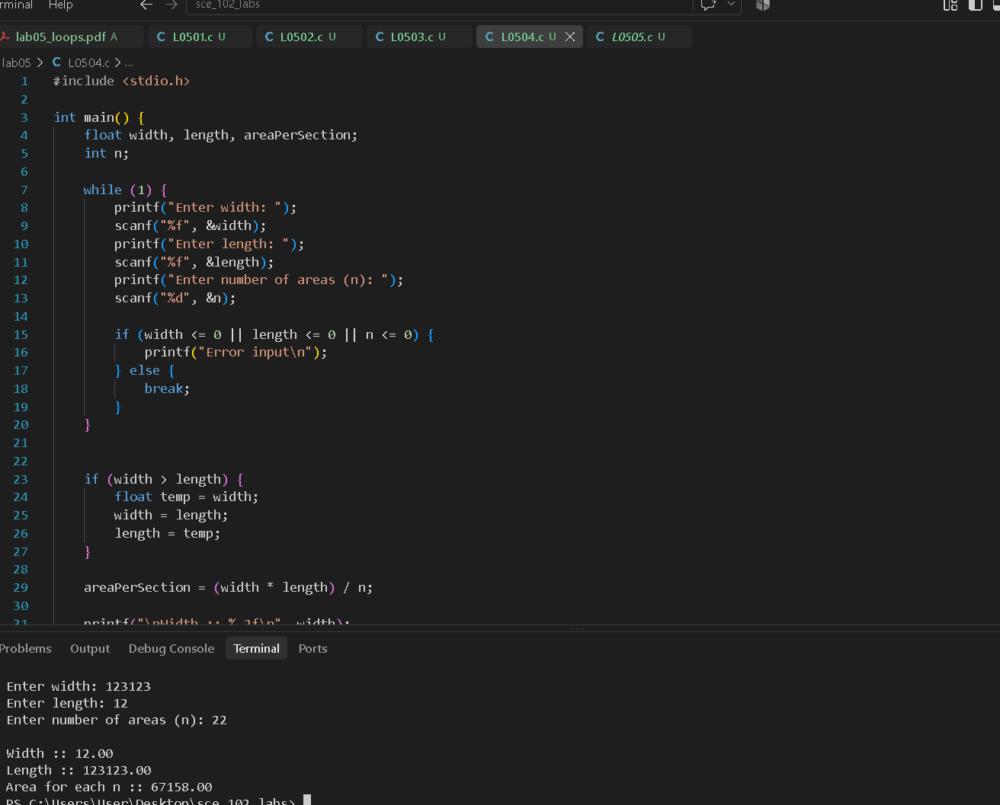 rminal Help sce_102_labs
lab05_loops.pdf A C L0501.c U C L0502.c U C L0503.c U C L0504.c U C L0505.c U
lab05 > C L0504.c > ...
1 #include <stdio.h>
2
3 int main() {
4 float width, length, areaPerSection;
5 int n;
6
7 while (1) {
8 printf("Enter width: ");
9 scanf("%f", &width);
10 printf("Enter length: ");
11 scanf("%f", &length);
12 printf("Enter number of areas (n): ");
13 scanf("%d", &n);
14
15 if (width <= 0 || length <= 0 || n <= 0) {
16 printf("Error input\n");
17 } else {
18 break;
19 }
20 }
21
22
23 if (width > length) {
24 float temp = width;
25 width = length;
26 length = temp;
27 }
28
29 areaPerSection = (width * length) / n;
30
31 printf("\nWidth :: %.2f\n", width);
Problems Output Debug Console Terminal Ports
Enter width: 123123
Enter length: 12
Enter number of areas (n): 22
Width :: 12.00
Length :: 123123.00
Area for each n :: 67158.00
PS C:\Users\User\Desktop\sce_102_labs>